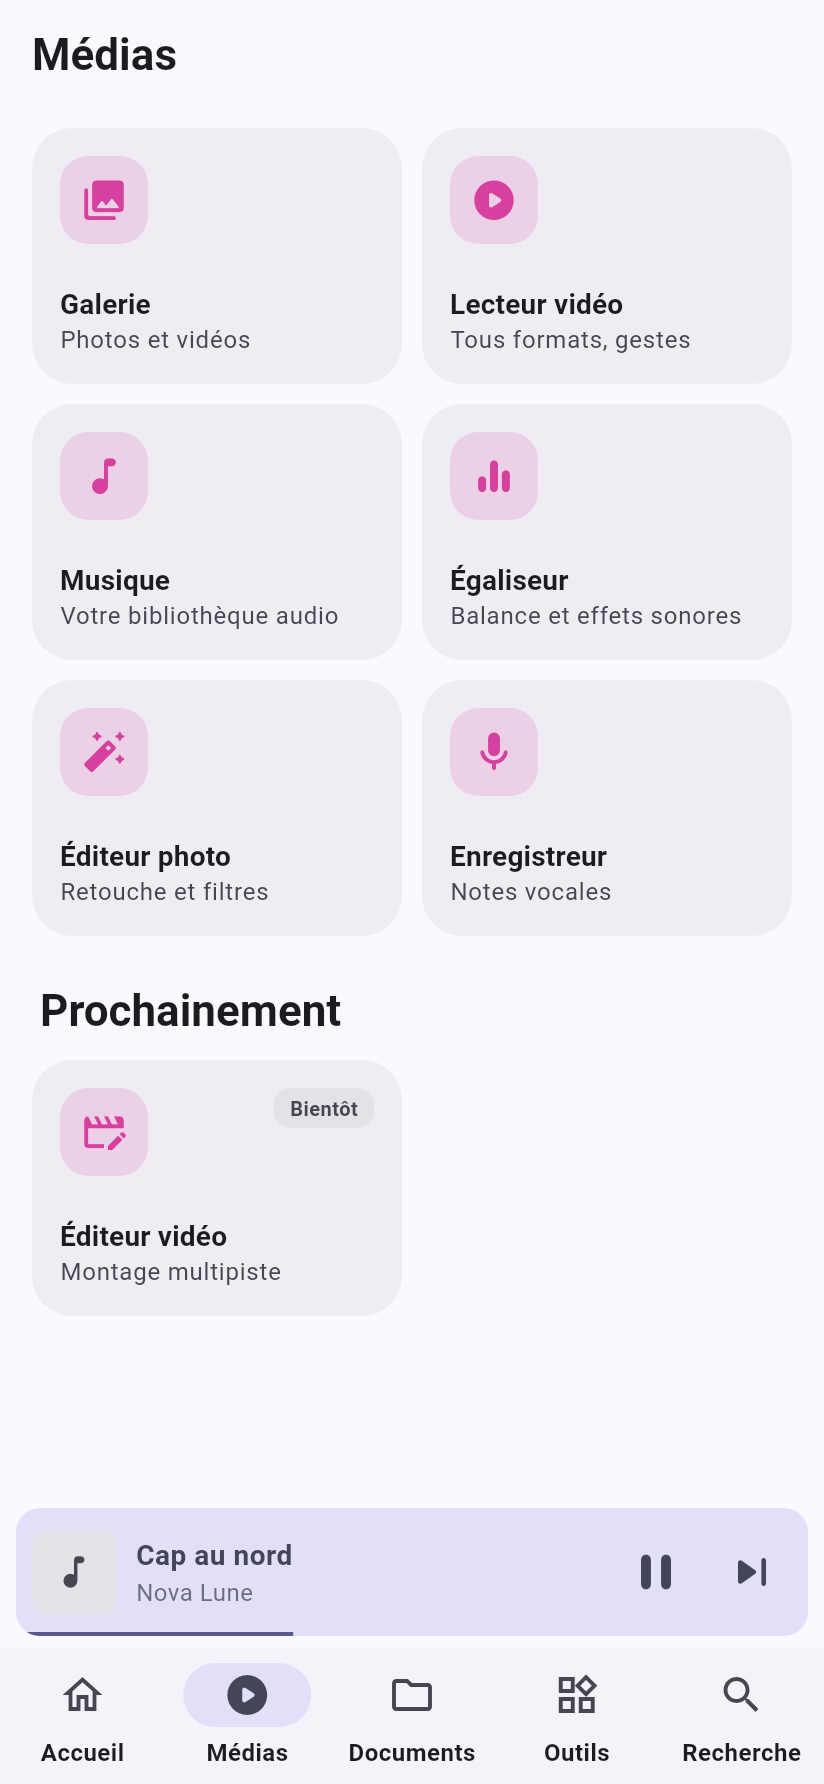 Médias
Galerie
Photos et vidéos
Lecteur vidéo
Tous formats, gestes
Musique
Votre bibliothèque audio
Égaliseur
Balance et effets sonores
Éditeur photo
Retouche et filtres
Enregistreur
Notes vocales
Prochainement
Bientôt
Éditeur vidéo
Montage multipiste
Cap au nord
Nova Lune
Accueil
Médias
Documents
Outils
Recherche